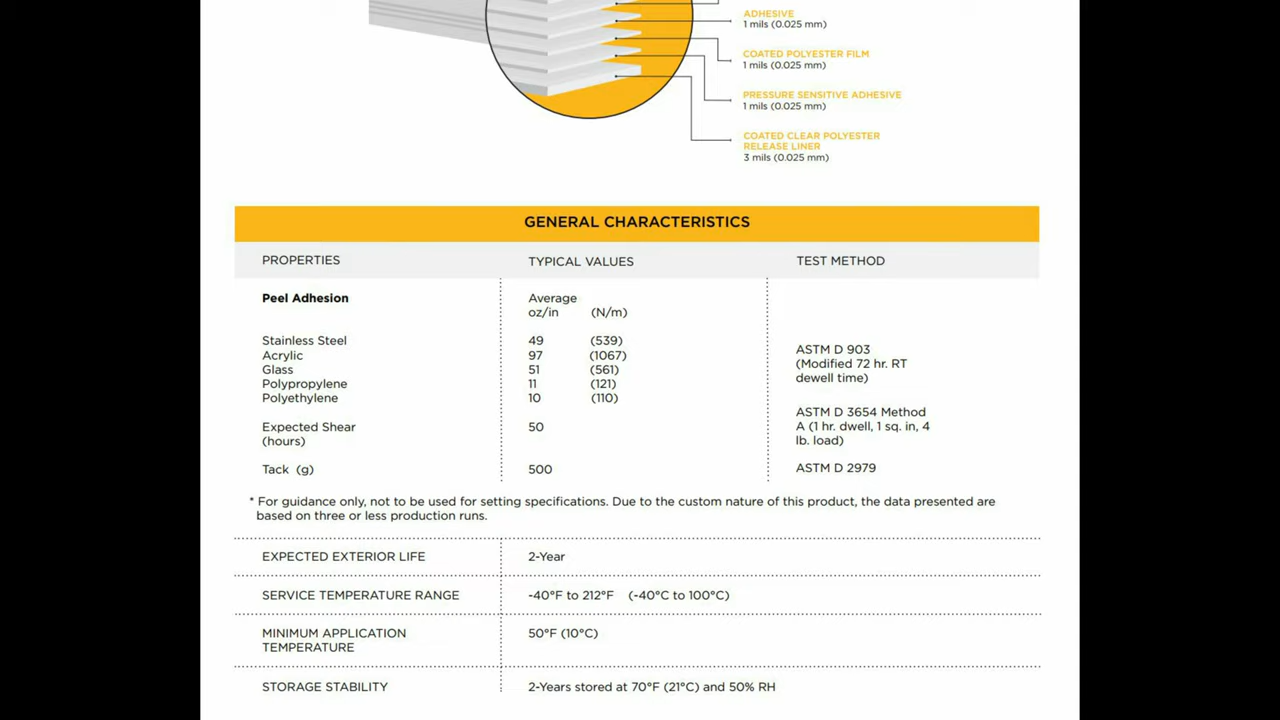 ADHESIVE
1 mils (0.025 mm)
COATED POLYESTER FILM
1 mils (0.025 mm)
PRESSURE SENSITIVE ADHESIVE
1 mils (0.025 mm)
COATED CLEAR POLYESTER
RELEASE LINER
3 mils (0.025 mm)
GENERAL CHARACTERISTICS
PROPERTIES TYPICAL VALUES TEST METHOD
Peel Adhesion Average
oz/in (N/m)
Stainless Steel 49 (539)
Acrylic 97 (1067)
Glass 51 (561)
Polypropylene 11 (121)
Polyethylene 10 (110)
ASTM D 903
(Modified 72 hr. RT
dewell time)
Expected Shear 50
(hours)
ASTM D 3654 Method
A (1 hr. dwell, 1 sq. in, 4
lb. load)
Tack (g) 500 ASTM D 2979
* For guidance only, not to be used for setting specifications. Due to the custom nature of this product, the data presented are
based on three or less production runs.
EXPECTED EXTERIOR LIFE 2-Year
SERVICE TEMPERATURE RANGE -40°F to 212°F (-40°C to 100°C)
MINIMUM APPLICATION 50°F (10°C)
TEMPERATURE
STORAGE STABILITY 2-Years stored at 70°F (21°C) and 50% RH